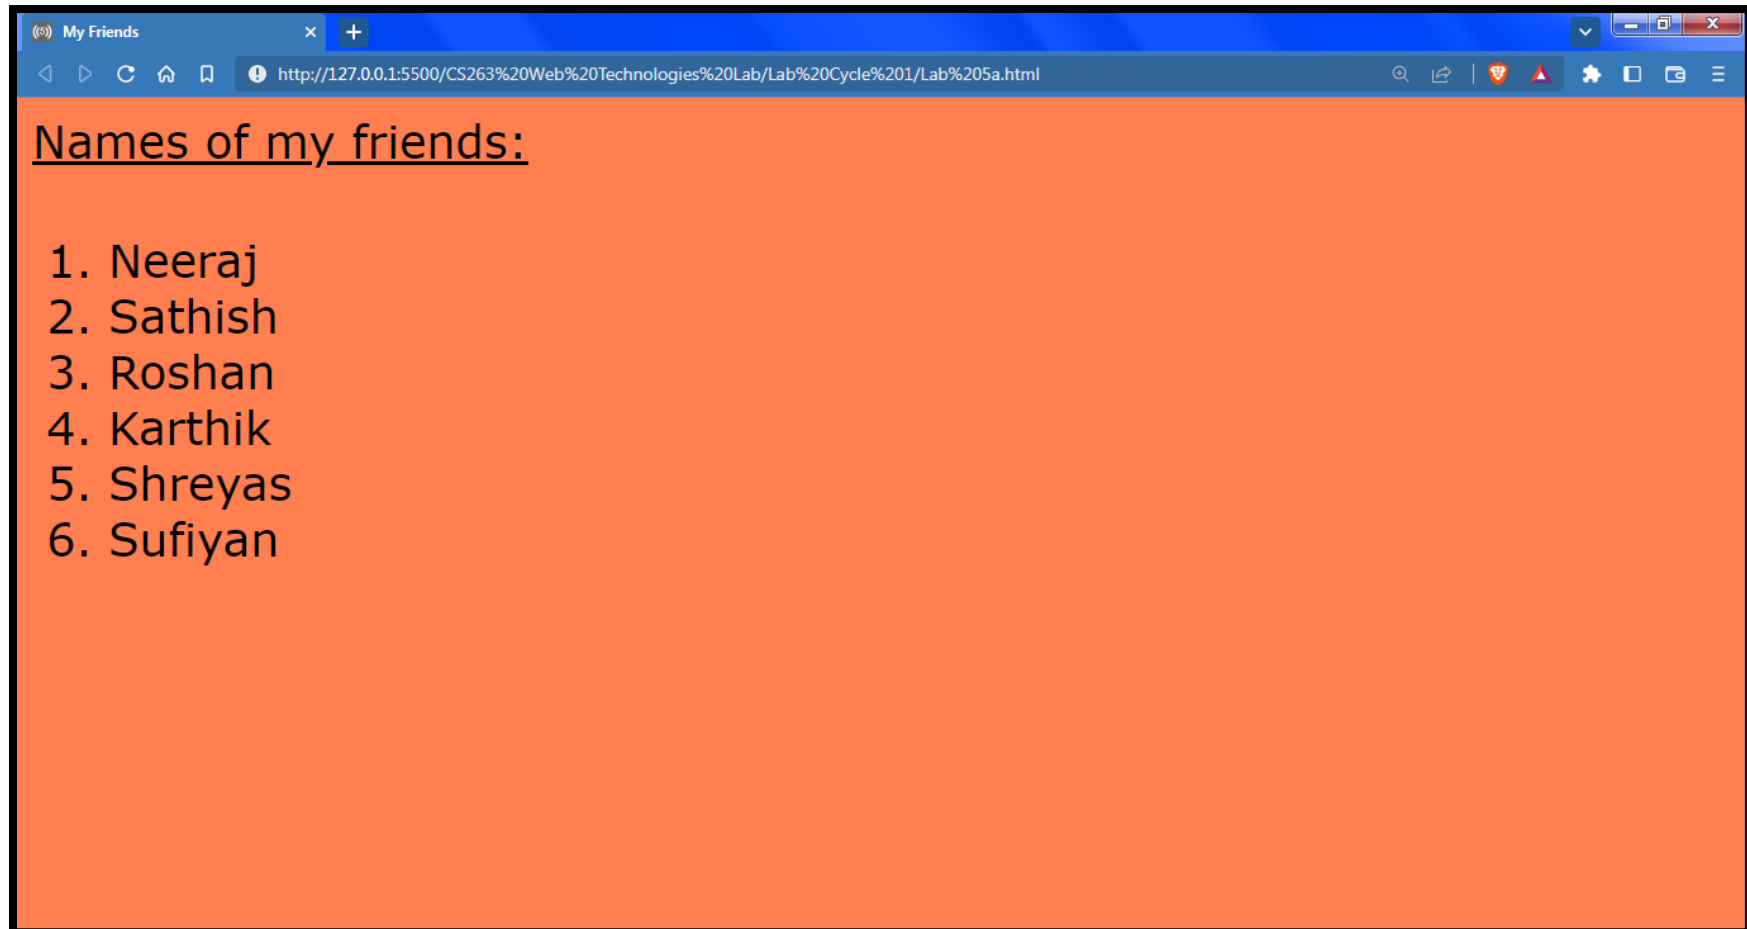 My Friends
http://127.0.0.1:5500/CS263%20Web%20Technologies%20Lab/Lab%20Cycle%201/Lab%205a.html
Names of my friends:
1. Neeraj
2. Sathish
3. Roshan
4. Karthik
5. Shreyas
6. Sufiyan